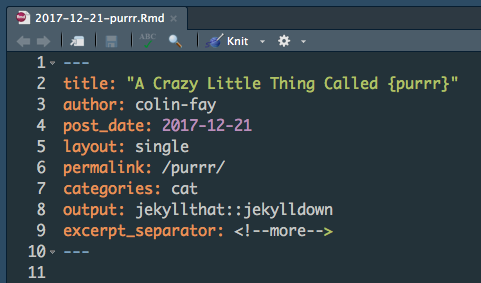 2017-12-21-purrr.Rmd
ABC Knit
1 ---
2 title: "A Crazy Little Thing Called {purrr}"
3 author: colin-fay
4 post_date: 2017-12-21
5 layout: single
6 permalink: /purrr/
7 categories: cat
8 output: jekyllthat::jekylldown
9 excerpt_separator: <!--more-->
10 ---
11